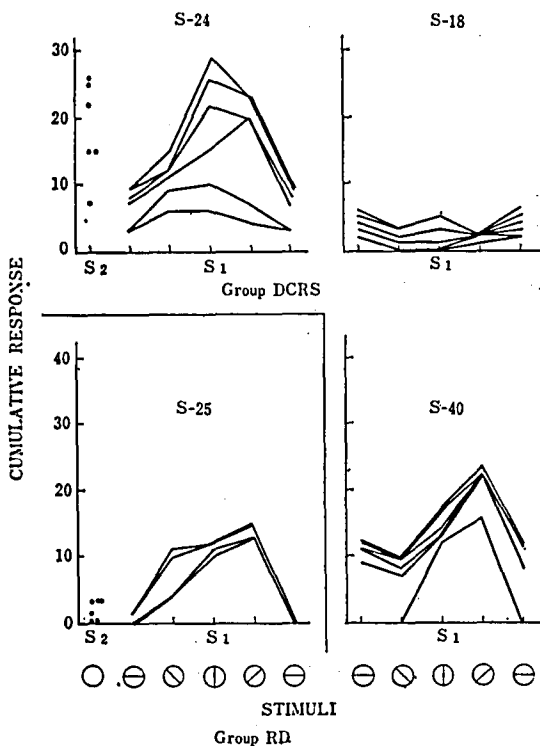 S-24 S-18
30
20
10
0
S2 S1 S1
Group DCRS
CUMULATIVE RESPONSE
40
30
20
10
0
S-25 S-40
S2 S1 S1
STIMULI
Group RD